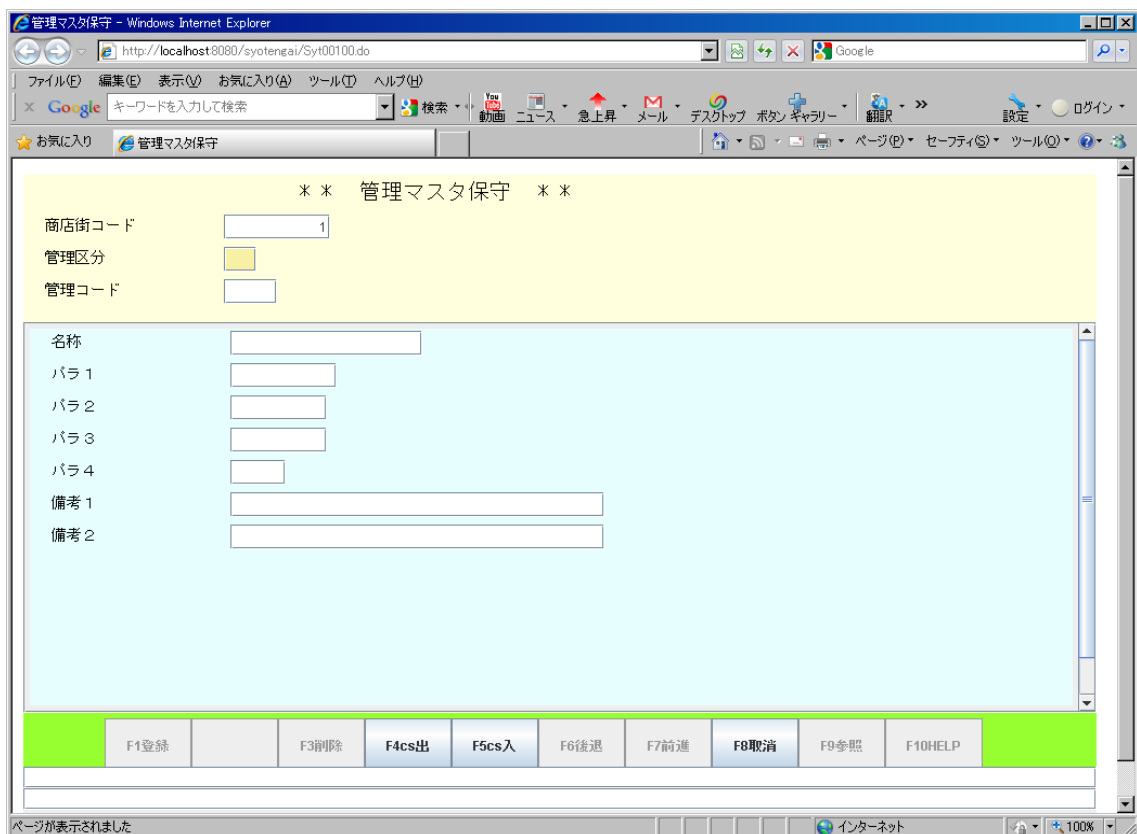 管理マスタ保守 - Windows Internet Explorer
http://localhost:8080/syotengai/Syt00100.do
Google
ファイル(F) 編集(E) 表示(V) お気に入り(A) ツール(T) ヘルプ(H)
× Google キーワードを入力して検索 検索 You Tube 動画 ニュース 急上昇 メール デスクトップ ボタン ギャラリー 翻訳 » 設定 ログイン
お気に入り 管理マスタ保守 ページ(P) セーフティ(S) ツール(O)
＊＊ 管理マスタ保守 ＊＊
商店街コード 1
管理区分
管理コード
名称
パラ１
パラ２
パラ３
パラ４
備考１
備考２
F1登録 F3削除 F4cs出 F5cs入 F6後退 F7前進 F8取消 F9参照 F10HELP
ページが表示されました インターネット 100%